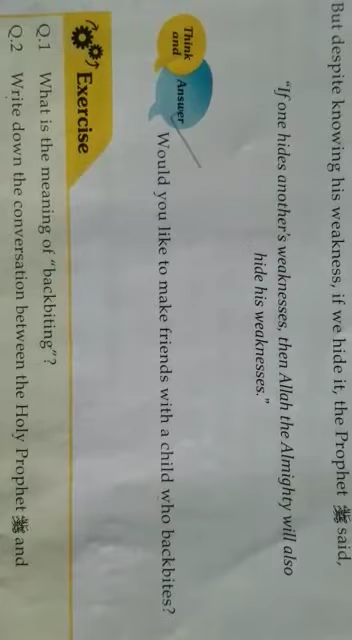 But despite knowing his weakness, if we hide it, the Prophet ﷺ said,
“If one hides another's weaknesses, then Allah the Almighty will also
hide his weaknesses.”
Think
and
Answer
Would you like to make friends with a child who backbites?
Exercise
Q.1 What is the meaning of “backbiting”?
Q.2 Write down the conversation between the Holy Prophet ﷺ and